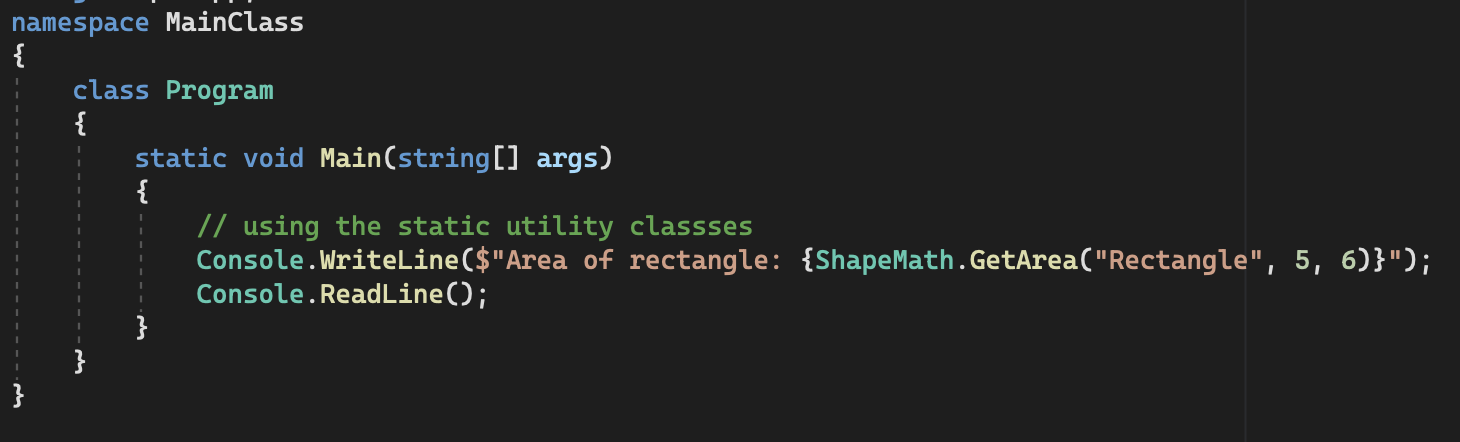 namespace MainClass
{
class Program
{
static void Main(string[] args)
{
// using the static utility classses
Console.WriteLine($"Area of rectangle: {ShapeMath.GetArea("Rectangle", 5, 6)}");
Console.ReadLine();
}
}
}